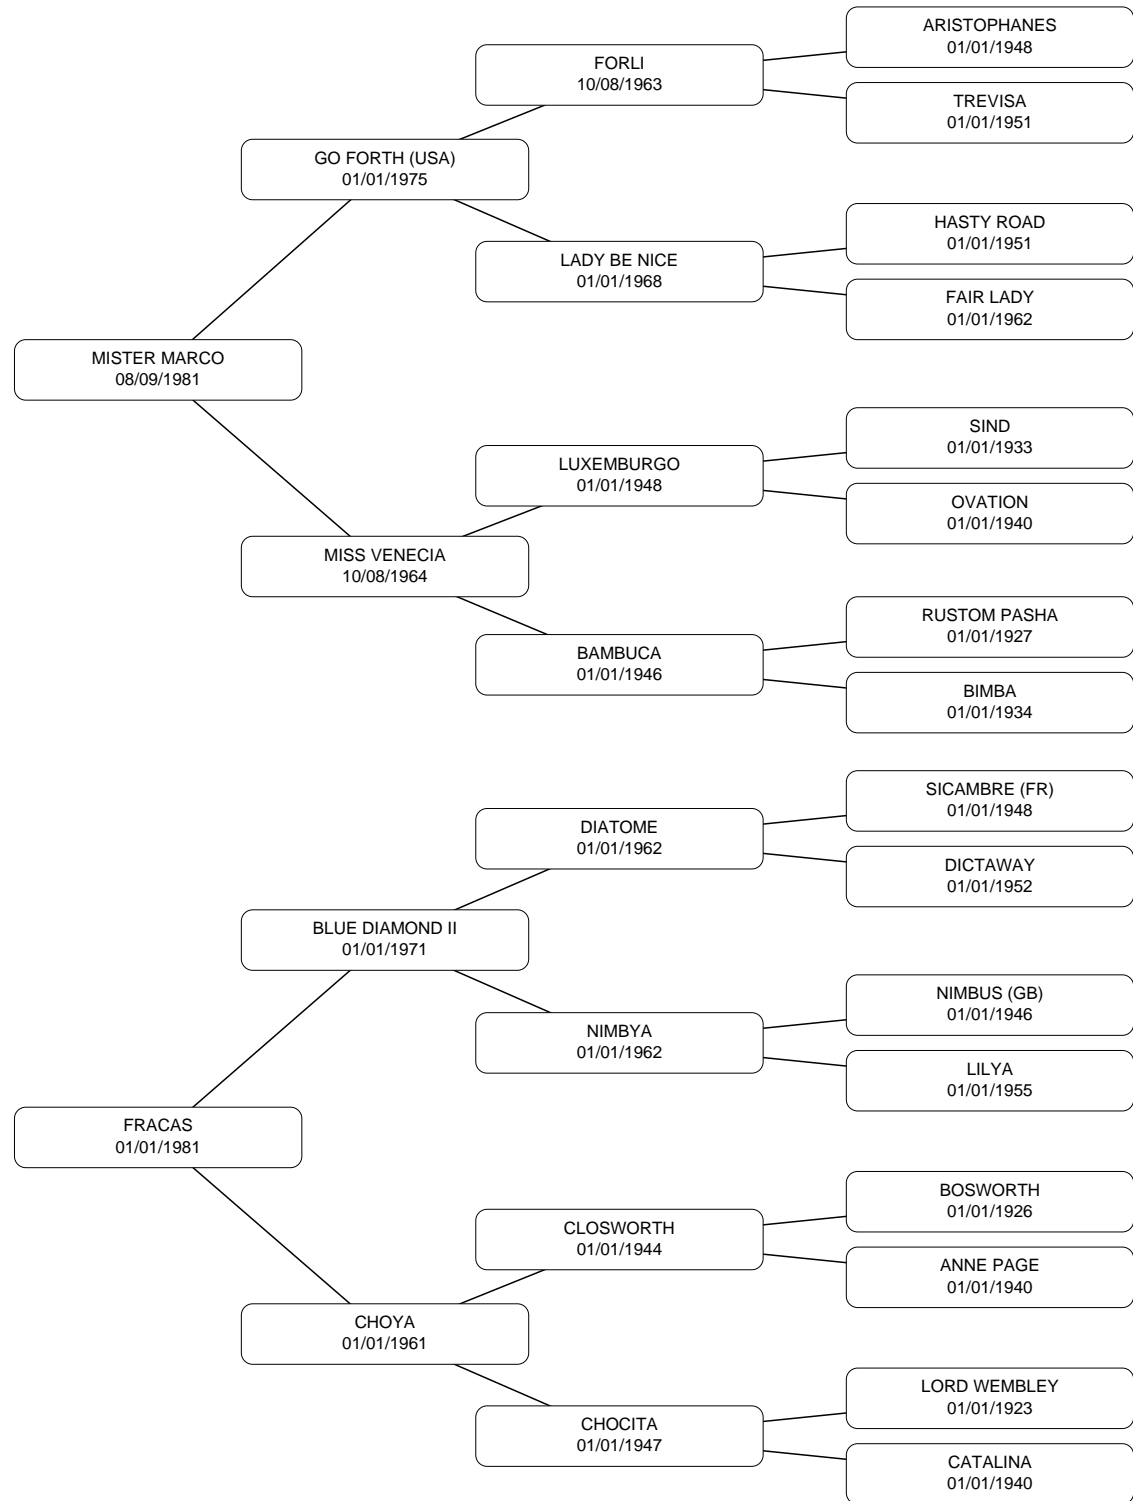 ARISTOPHANES
01/01/1948
FORLI
10/08/1963
TREVISA
01/01/1951
GO FORTH (USA)
01/01/1975
HASTY ROAD
01/01/1951
LADY BE NICE
01/01/1968
FAIR LADY
01/01/1962
MISTER MARCO
08/09/1981
SIND
01/01/1933
LUXEMBURGO
01/01/1948
OVATION
01/01/1940
MISS VENECIA
10/08/1964
RUSTOM PASHA
01/01/1927
BAMBUCA
01/01/1946
BIMBA
01/01/1934
SICAMBRE (FR)
01/01/1948
DIATOME
01/01/1962
DICTAWAY
01/01/1952
BLUE DIAMOND II
01/01/1971
NIMBUS (GB)
01/01/1946
NIMBYA
01/01/1962
LILYA
01/01/1955
FRACAS
01/01/1981
BOSWORTH
01/01/1926
CLOSWORTH
01/01/1944
ANNE PAGE
01/01/1940
CHOYA
01/01/1961
LORD WEMBLEY
01/01/1923
CHOCITA
01/01/1947
CATALINA
01/01/1940